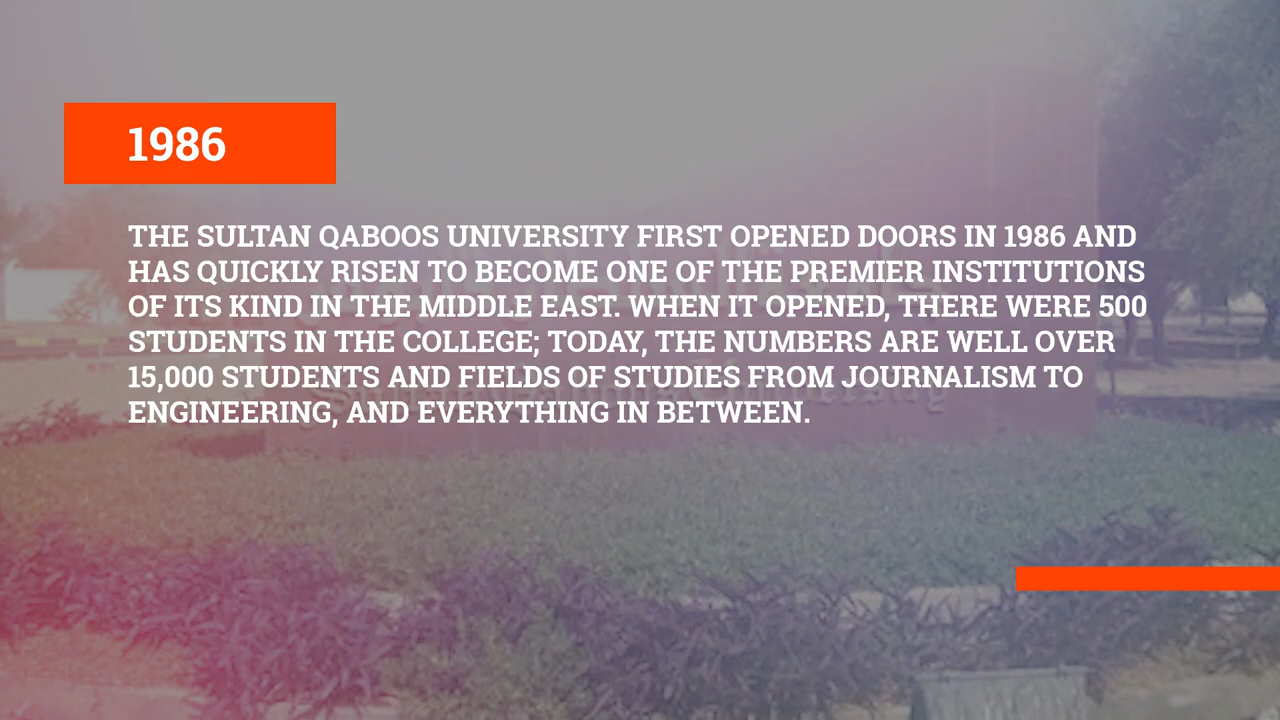 1986
THE SULTAN QABOOS UNIVERSITY FIRST OPENED DOORS IN 1986 AND
HAS QUICKLY RISEN TO BECOME ONE OF THE PREMIER INSTITUTIONS
OF ITS KIND IN THE MIDDLE EAST. WHEN IT OPENED, THERE WERE 500
STUDENTS IN THE COLLEGE; TODAY, THE NUMBERS ARE WELL OVER
15,000 STUDENTS AND FIELDS OF STUDIES FROM JOURNALISM TO
ENGINEERING, AND EVERYTHING IN BETWEEN.